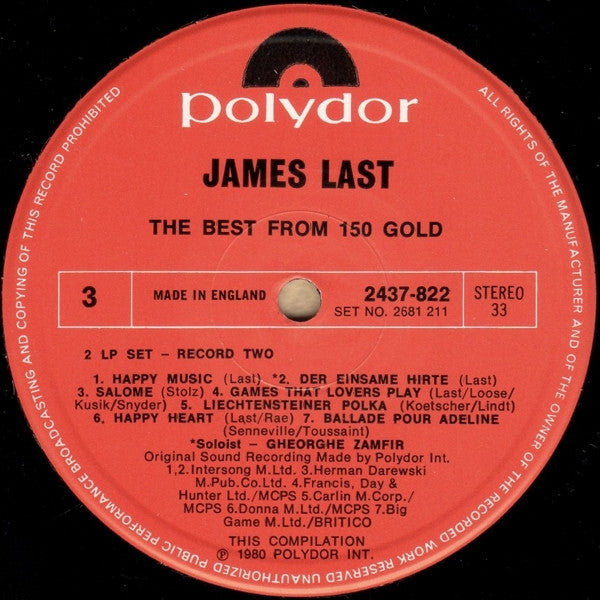 polydor
JAMES LAST
THE BEST FROM 150 GOLD
3
MADE IN ENGLAND
2437-822
SET NO. 2681 211
STEREO
33
2 LP SET – RECORD TWO
1. HAPPY MUSIC (Last) *2. DER EINSAME HIRTE (Last)
3. SALOME (Stolz) 4. GAMES THAT LOVERS PLAY (Last/Loose/
Kusik/Snyder) 5. LIECHTENSTEINER POLKA (Koetscher/Lindt)
6. HAPPY HEART (Last/Rae) 7. BALLADE POUR ADELINE
(Senneville/Toussaint)
*Soloist – GHEORGHE ZAMFIR
Original Sound Recording Made by Polydor Int.
1,2. Intersong M.Ltd. 3. Herman Darewski
M.Pub.Co.Ltd. 4. Francis, Day &
Hunter Ltd./MCPS 5. Carlin M.Corp./
MCPS 6. Donna M.Ltd./MCPS 7. Big
Game M.Ltd./BRITICO
THIS COMPILATION
℗ 1980 POLYDOR INT.
ALL RIGHTS OF THE MANUFACTURER AND OF THE OWNER OF THE RECORDED WORK RESERVED UNAUTHORIZED PUBLIC PERFORMANCE BROADCASTING AND COPYING OF THIS RECORD PROHIBITED